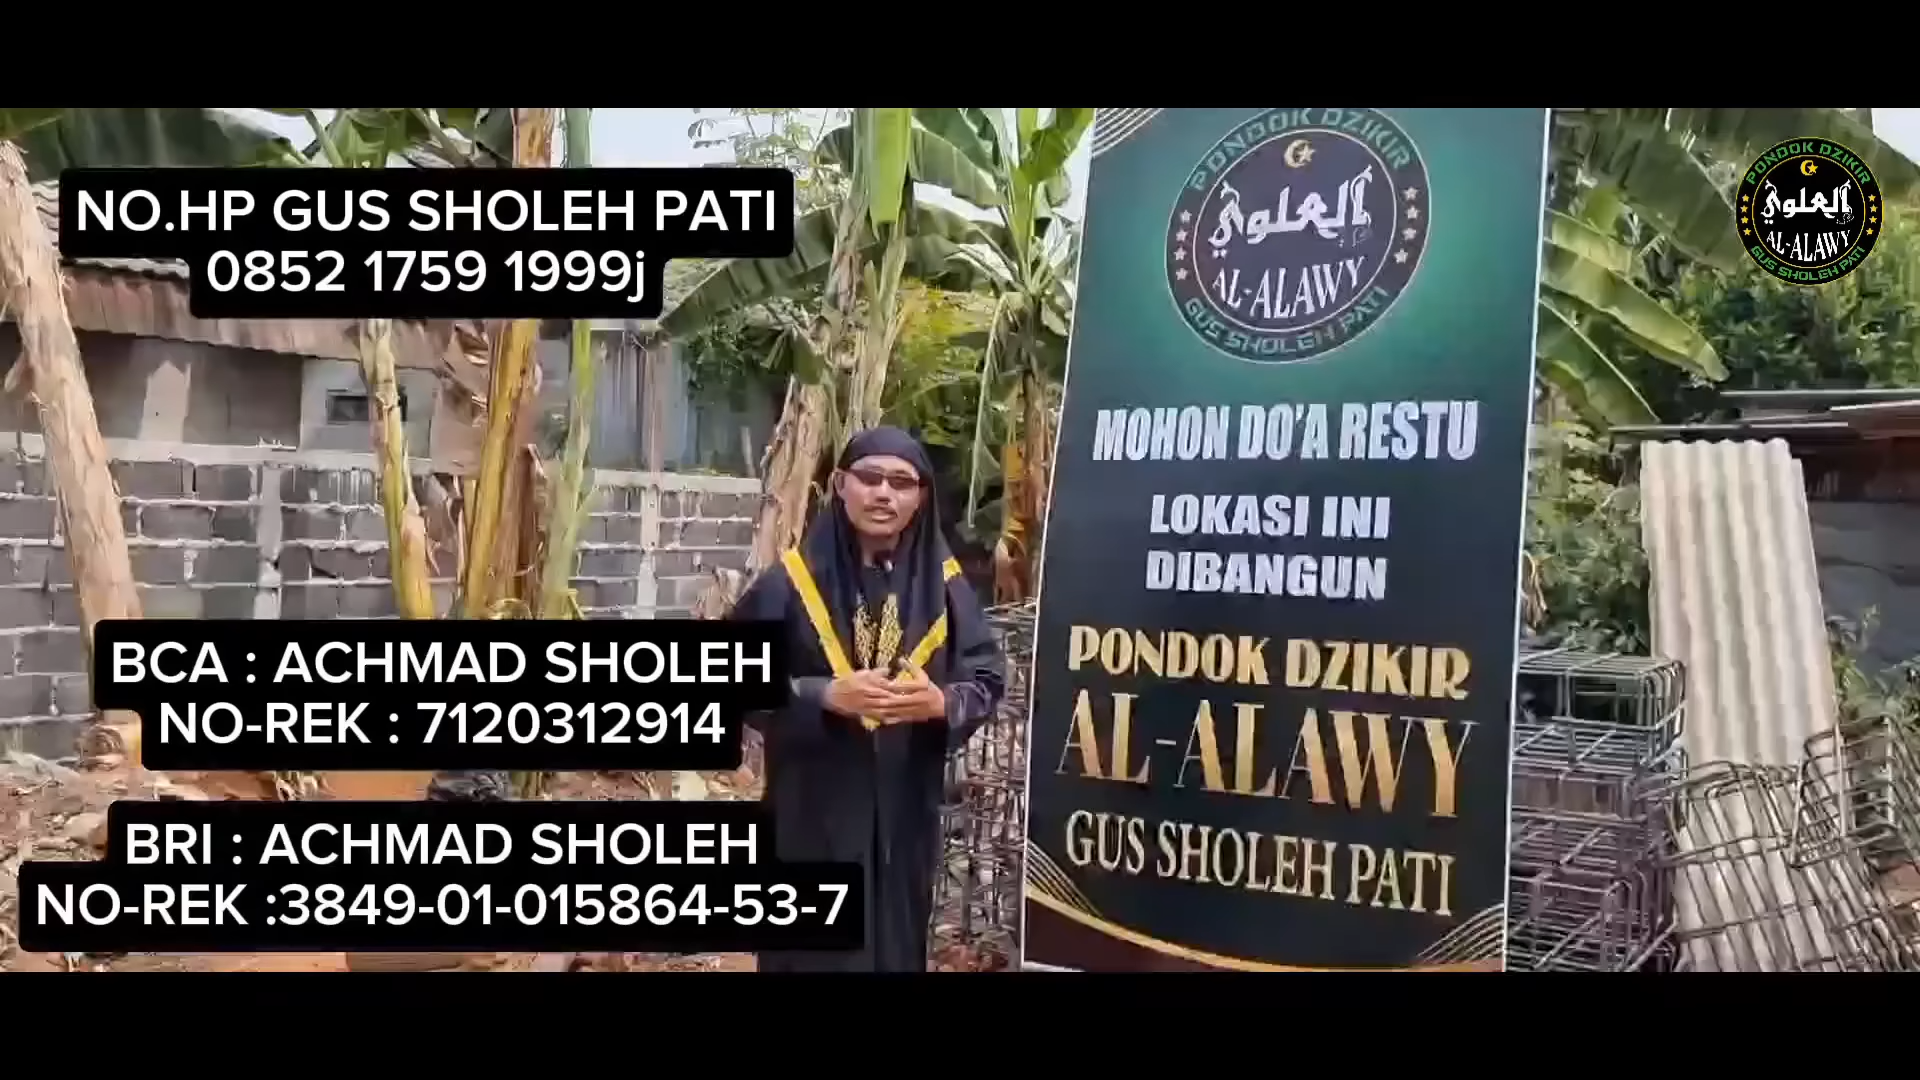 NO.HP GUS SHOLEH PATI
0852 1759 1999j
BCA : ACHMAD SHOLEH
NO-REK : 7120312914
BRI : ACHMAD SHOLEH
NO-REK :3849-01-015864-53-7
PONDOK DZIKIR
العلوي
AL-ALAWY
GUS SHOLEH PATI
MOHON DO'A RESTU
LOKASI INI
DIBANGUN
PONDOK DZIKIR
AL-ALAWY
GUS SHOLEH PATI
PONDOK DZIKIR
العلوي
AL-ALAWY
GUS SHOLEH PATI